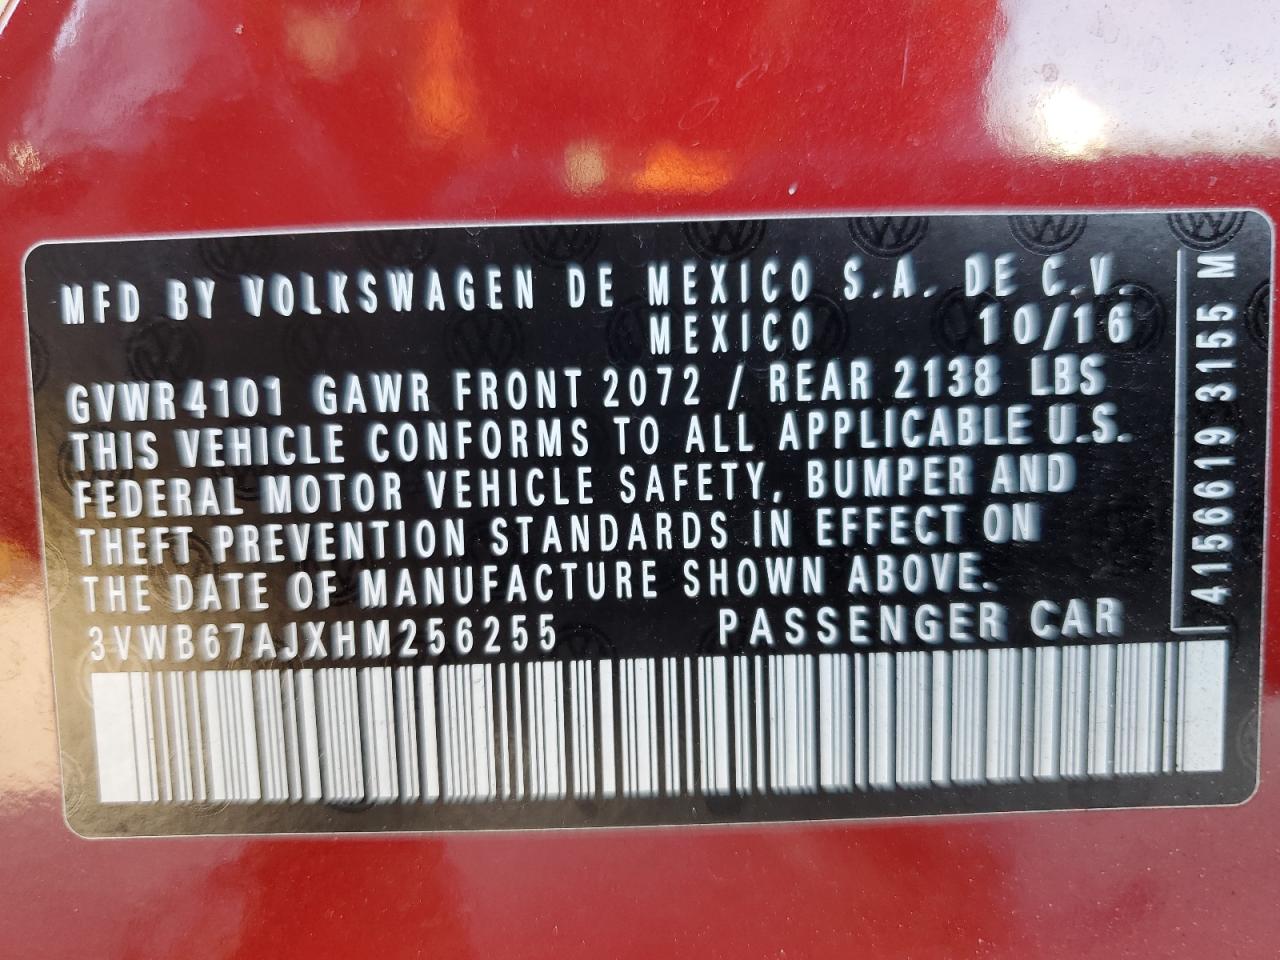 MFD BY VOLKSWAGEN DE MEXICO S.A. DE C.V.
MEXICO 10/16
GVWR 4101 GAWR FRONT 2072 / REAR 2138 LBS
THIS VEHICLE CONFORMS TO ALL APPLICABLE U.S.
FEDERAL MOTOR VEHICLE SAFETY, BUMPER AND
THEFT PREVENTION STANDARDS IN EFFECT ON
THE DATE OF MANUFACTURE SHOWN ABOVE.
3VWB67AJXHM256255 PASSENGER CAR
4156619 3155 M